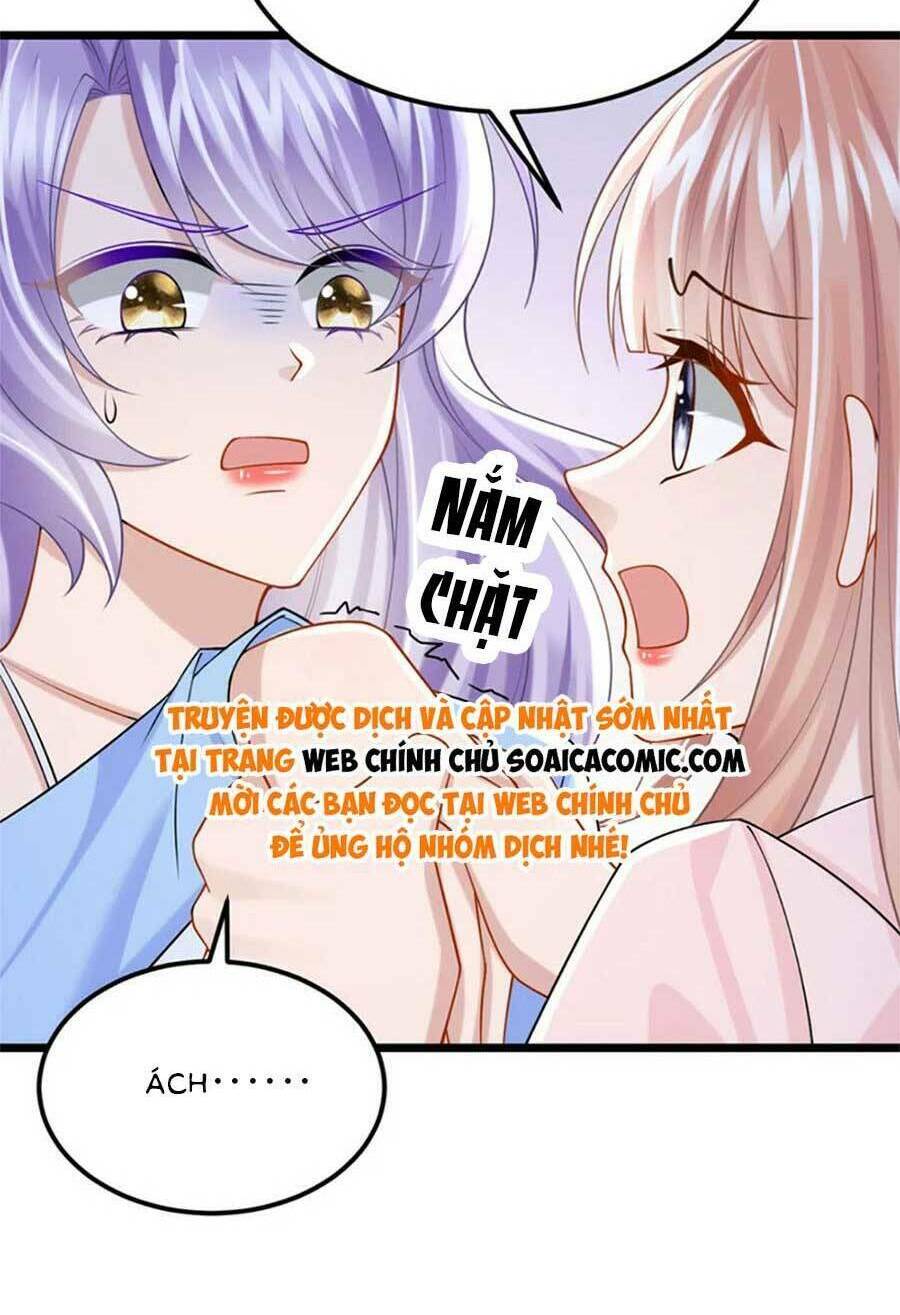 NẮM
CHẶT
TRUYỆN ĐƯỢC DỊCH VÀ CẬP NHẬT SỚM NHẤT
TẠI TRANG WEB CHÍNH CHỦ SOAICACOMIC.COM
MỜI CÁC BẠN ĐỌC TẠI WEB CHÍNH CHỦ
ĐỂ ỦNG HỘ NHÓM DỊCH NHÉ!
ÁCH······